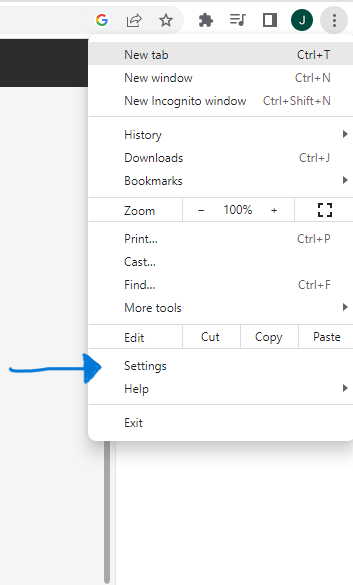 G J
New tab Ctrl+T
New window Ctrl+N
New Incognito window Ctrl+Shift+N
History
Downloads Ctrl+J
Bookmarks
Zoom − 100% +
Print... Ctrl+P
Cast...
Find... Ctrl+F
More tools
Edit Cut Copy Paste
Settings
Help
Exit